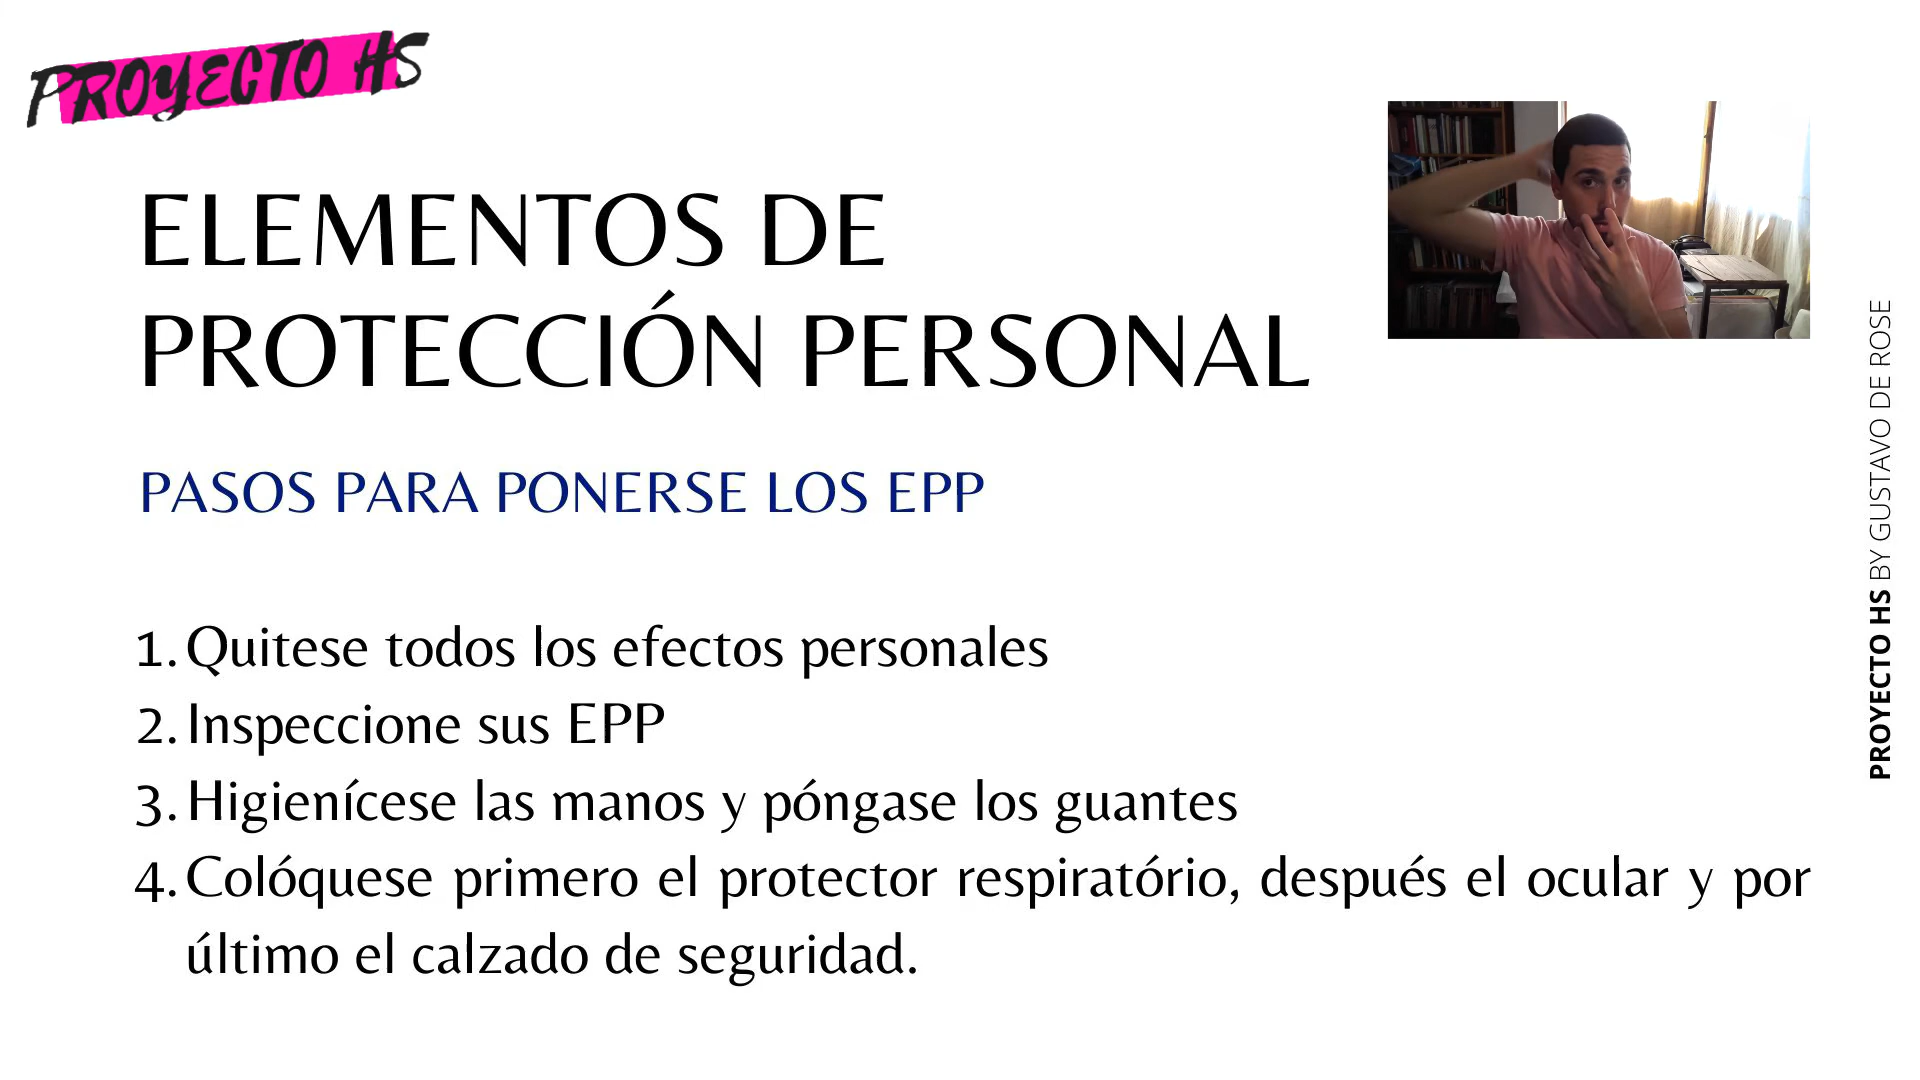 PROYECTO HS
ELEMENTOS DE
PROTECCIÓN PERSONAL
PASOS PARA PONERSE LOS EPP
1. Quitese todos los efectos personales
2. Inspeccione sus EPP
3. Higienícese las manos y póngase los guantes
4. Colóquese primero el protector respiratório, después el ocular y por
último el calzado de seguridad.
PROYECTO HS BY GUSTAVO DE ROSE